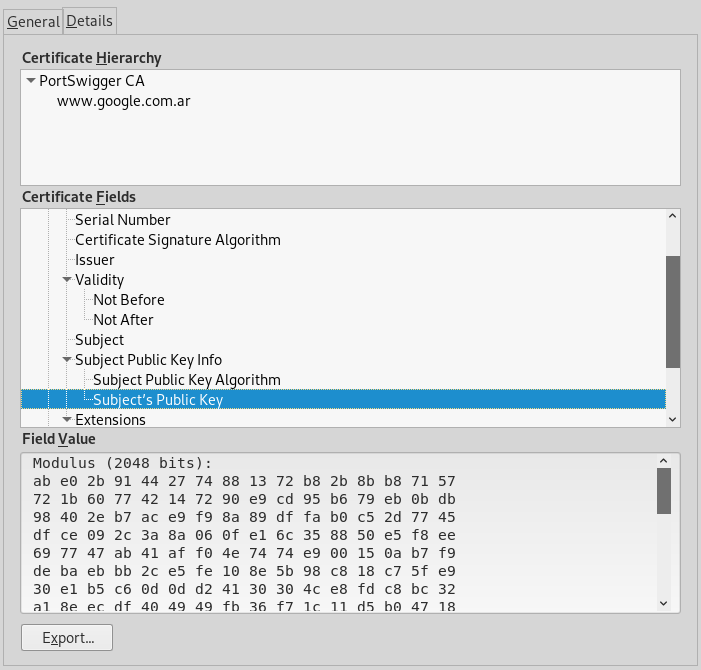 General Details
Certificate Hierarchy
PortSwigger CA
www.google.com.ar
Certificate Fields
Serial Number
Certificate Signature Algorithm
Issuer
Validity
Not Before
Not After
Subject
Subject Public Key Info
Subject Public Key Algorithm
Subject's Public Key
Extensions
Field Value
Modulus (2048 bits):
ab e0 2b 91 44 27 74 88 13 72 b8 2b 8b b8 71 57
72 1b 60 77 42 14 72 90 e9 cd 95 b6 79 eb 0b db
98 40 2e b7 ac e9 f9 8a 89 df fa b0 c5 2d 77 45
df ce 09 2c 3a 8a 06 0f e1 6c 35 88 50 e5 f8 ee
69 77 47 ab 41 af f0 4e 74 74 e9 00 15 0a b7 f9
de ba eb bb 2c e5 fe 10 8e 5b 98 c8 18 c7 5f e9
30 e1 b5 c6 0d 0d d2 41 30 30 4c e8 fd c8 bc 32
a1 8e ec df 40 49 49 fb 36 f7 1c 11 d5 b0 47 18
Export...